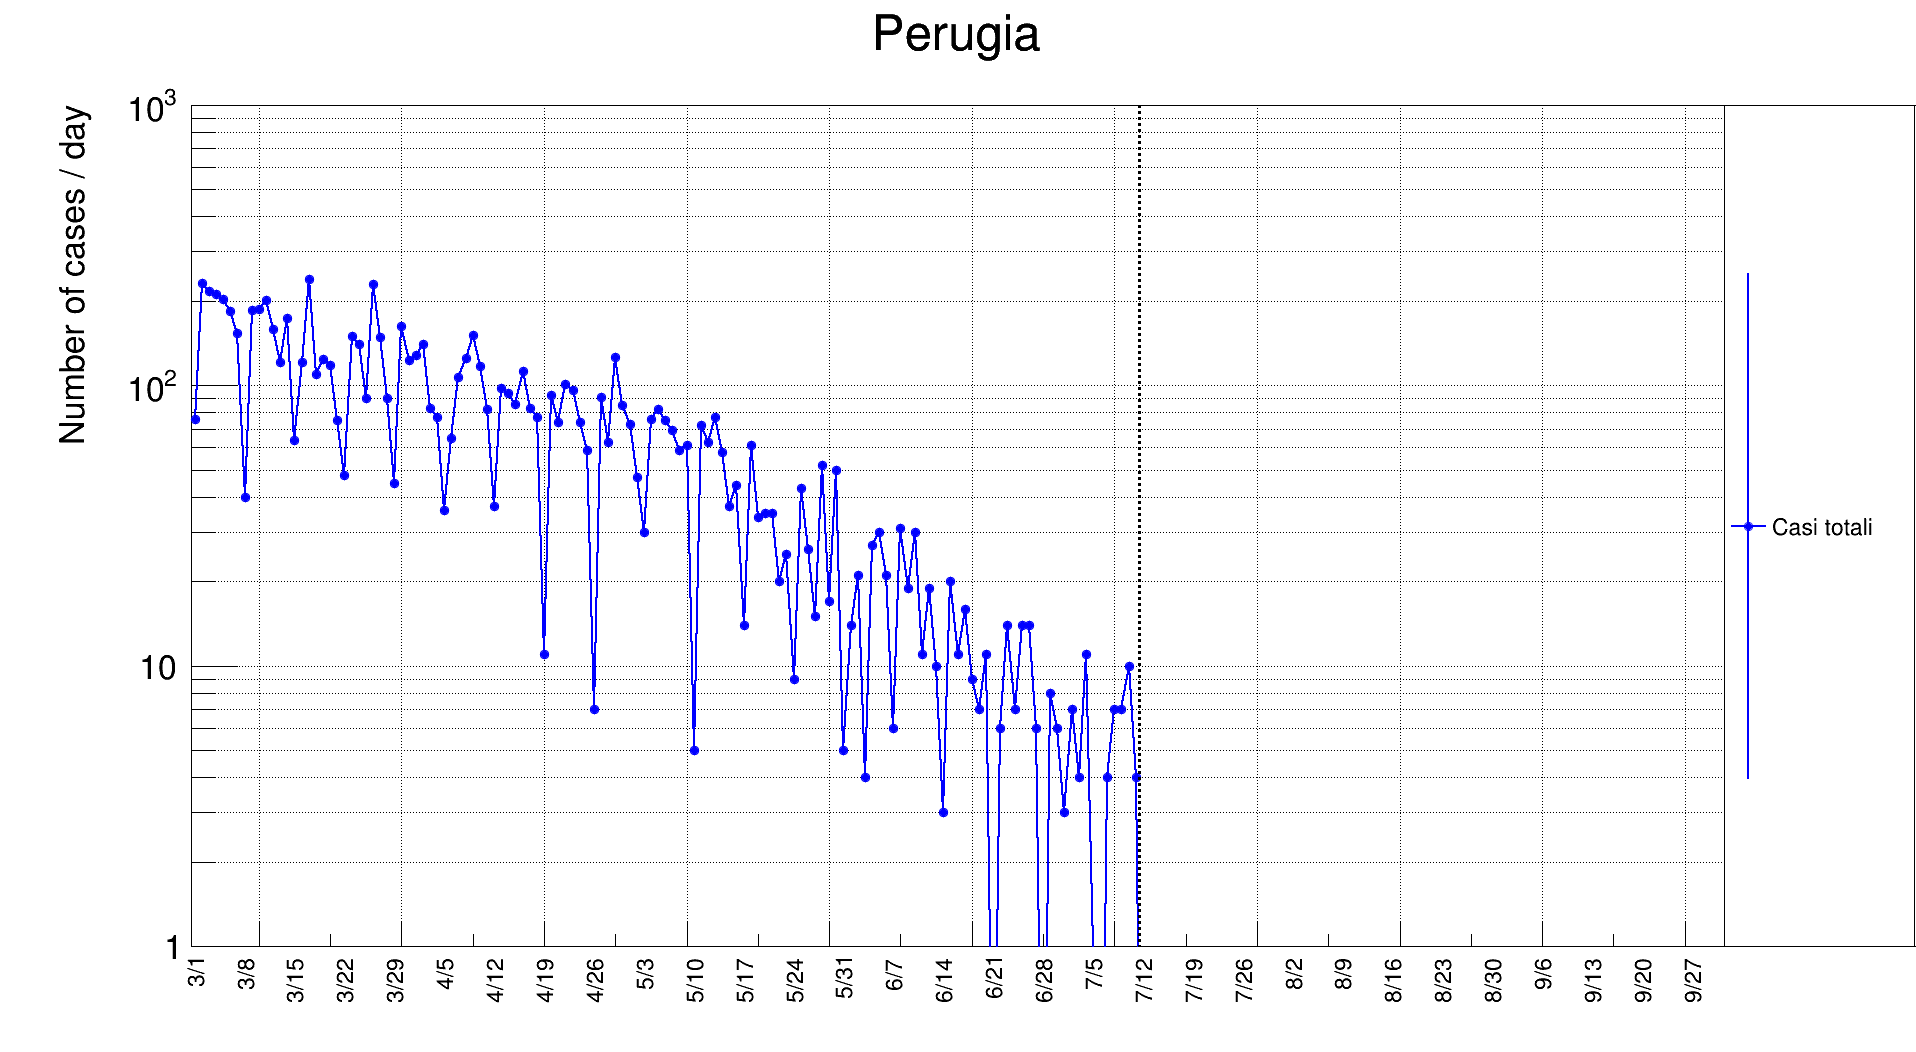 Perugia
Number of cases / day
10³
10²
10
1
3/1 3/8 3/15 3/22 3/29 4/5 4/12 4/19 4/26 5/3 5/10 5/17 5/24 5/31 6/7 6/14 6/21 6/28 7/5 7/12 7/19 7/26 8/2 8/9 8/16 8/23 8/30 9/6 9/13 9/20 9/27
Casi totali